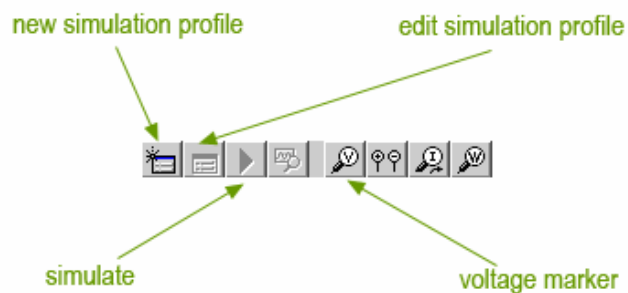 new simulation profile
edit simulation profile
V
I
W
simulate
voltage marker